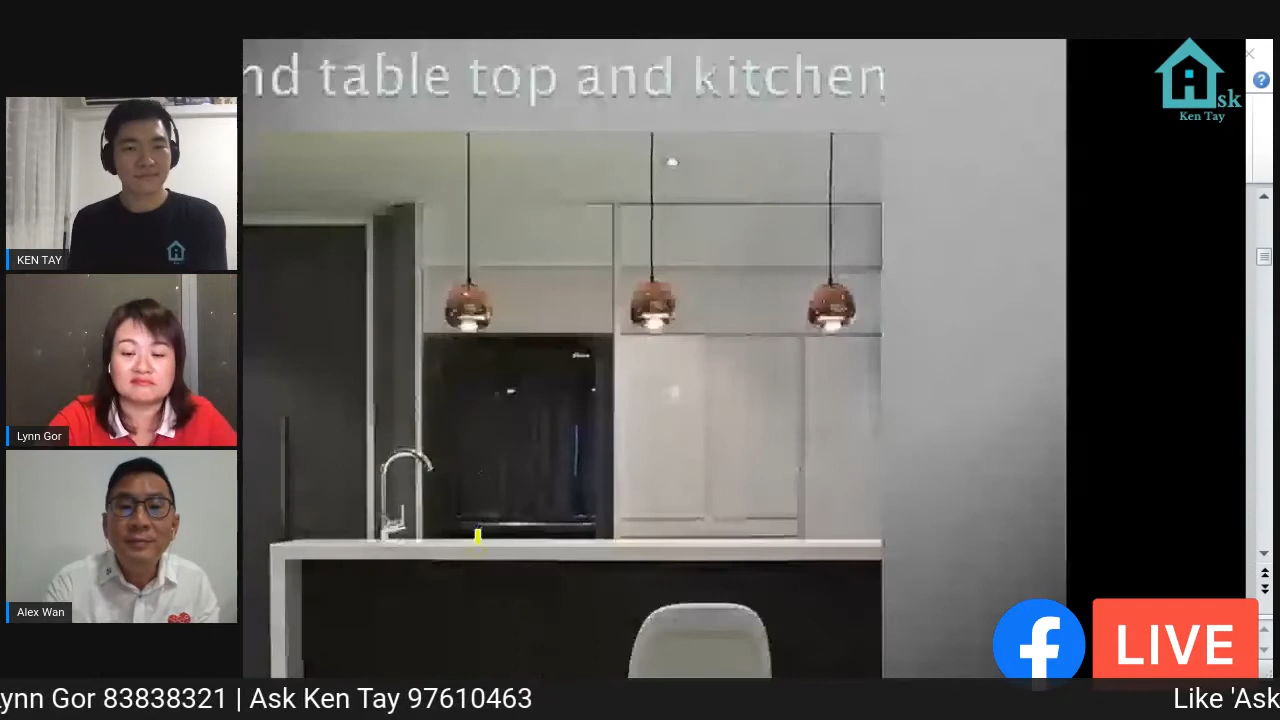 nd table top and kitchen
sk
Ken Tay
KEN TAY
Lynn Gor
Alex Wan
LIVE
ynn Gor 83838321 | Ask Ken Tay 97610463
Like 'Ask